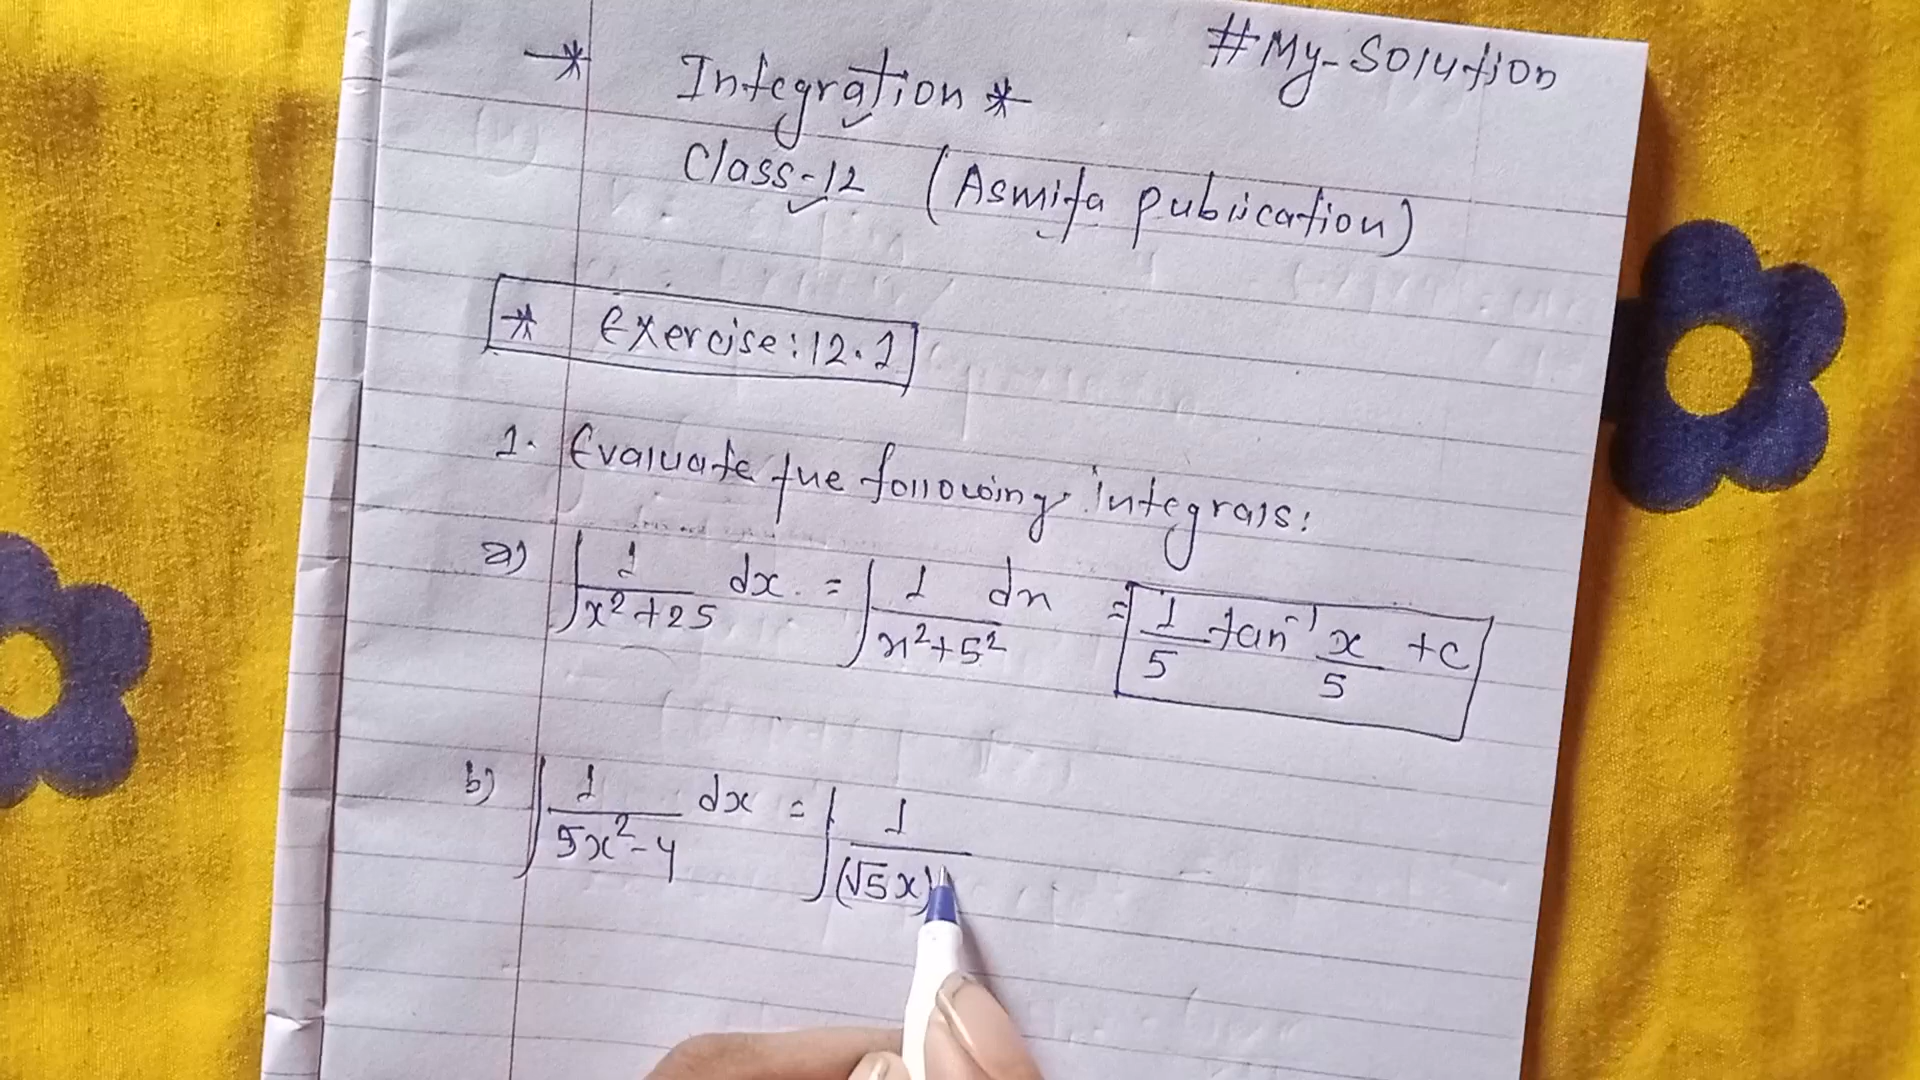 * Integration *
#My-Solution
Class-12 (Asmita publication)
* Exercise:12.1
1. Evaluate the following integrals:
a) ∫ 1/(x²+25) dx = ∫ 1/(x²+5²) dx = 1/5 tan⁻¹ x/5 +c
b) ∫ 1/(5x²-4) dx = ∫ 1/(√5x)